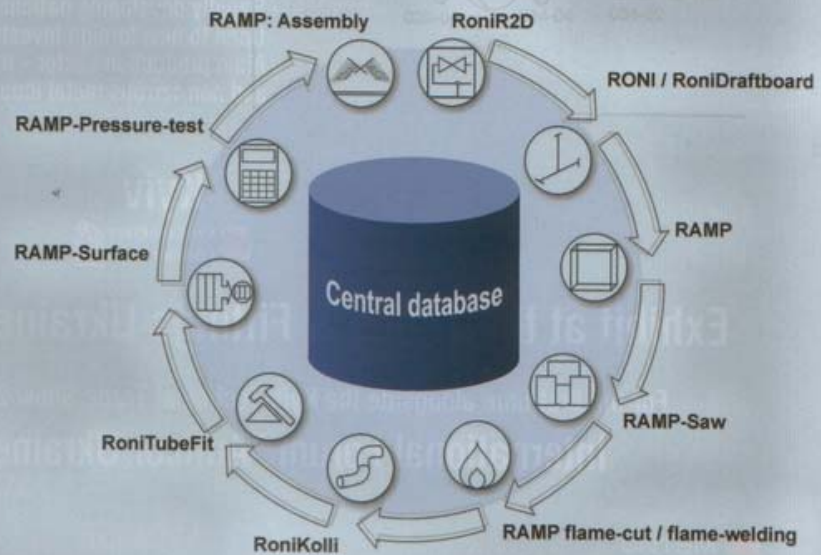 RAMP: Assembly
RoniR2D
RONI / RoniDraftboard
RAMP-Pressure-test
RAMP
RAMP-Surface
Central database
RAMP-Saw
RoniTubeFit
RAMP flame-cut / flame-welding
RoniKolli